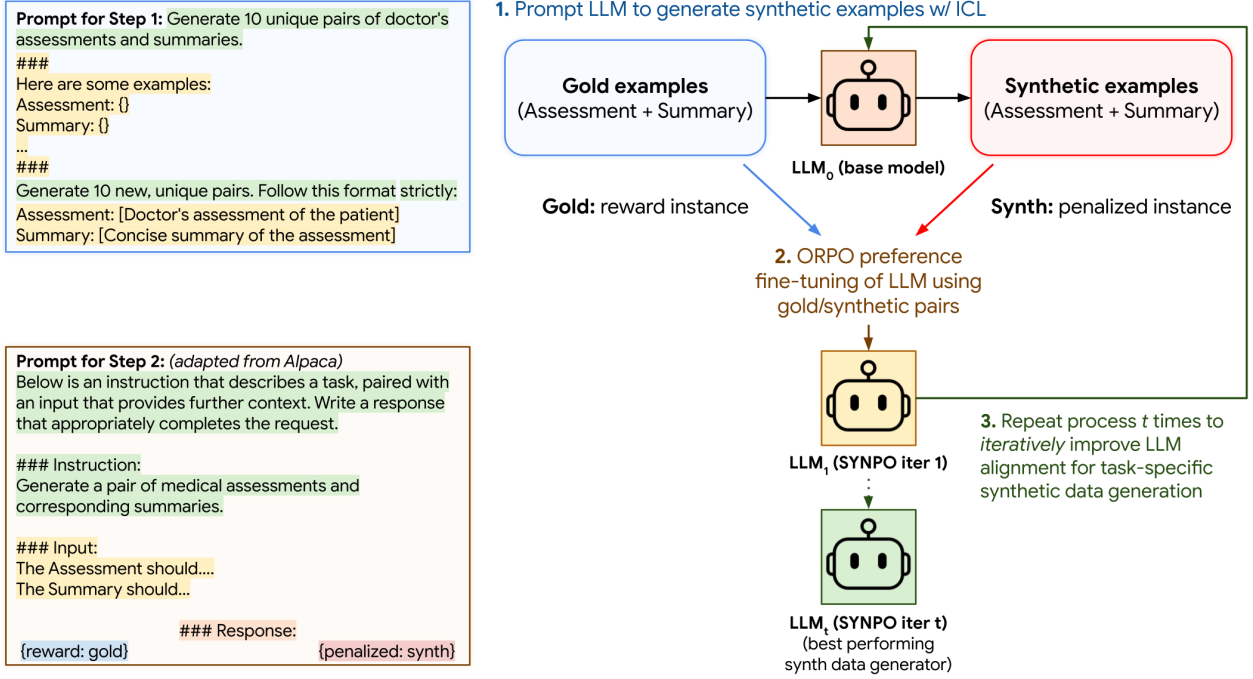 Prompt for Step 1: Generate 10 unique pairs of doctor's
assessments and summaries.
###
Here are some examples:
Assessment: {}
Summary: {}
...
###
Generate 10 new, unique pairs. Follow this format strictly:
Assessment: [Doctor's assessment of the patient]
Summary: [Concise summary of the assessment]
Prompt for Step 2: (adapted from Alpaca)
Below is an instruction that describes a task, paired with
an input that provides further context. Write a response
that appropriately completes the request.
### Instruction:
Generate a pair of medical assessments and
corresponding summaries.
### Input:
The Assessment should....
The Summary should...
### Response:
{reward: gold} {penalized: synth}
1. Prompt LLM to generate synthetic examples w/ ICL
Gold examples
(Assessment + Summary)
LLM₀ (base model)
Synthetic examples
(Assessment + Summary)
Gold: reward instance
Synth: penalized instance
2. ORPO preference
fine-tuning of LLM using
gold/synthetic pairs
LLM₁ (SYNPO iter 1)
3. Repeat process t times to
iteratively improve LLM
alignment for task-specific
synthetic data generation
LLMₜ (SYNPO iter t)
(best performing
synth data generator)